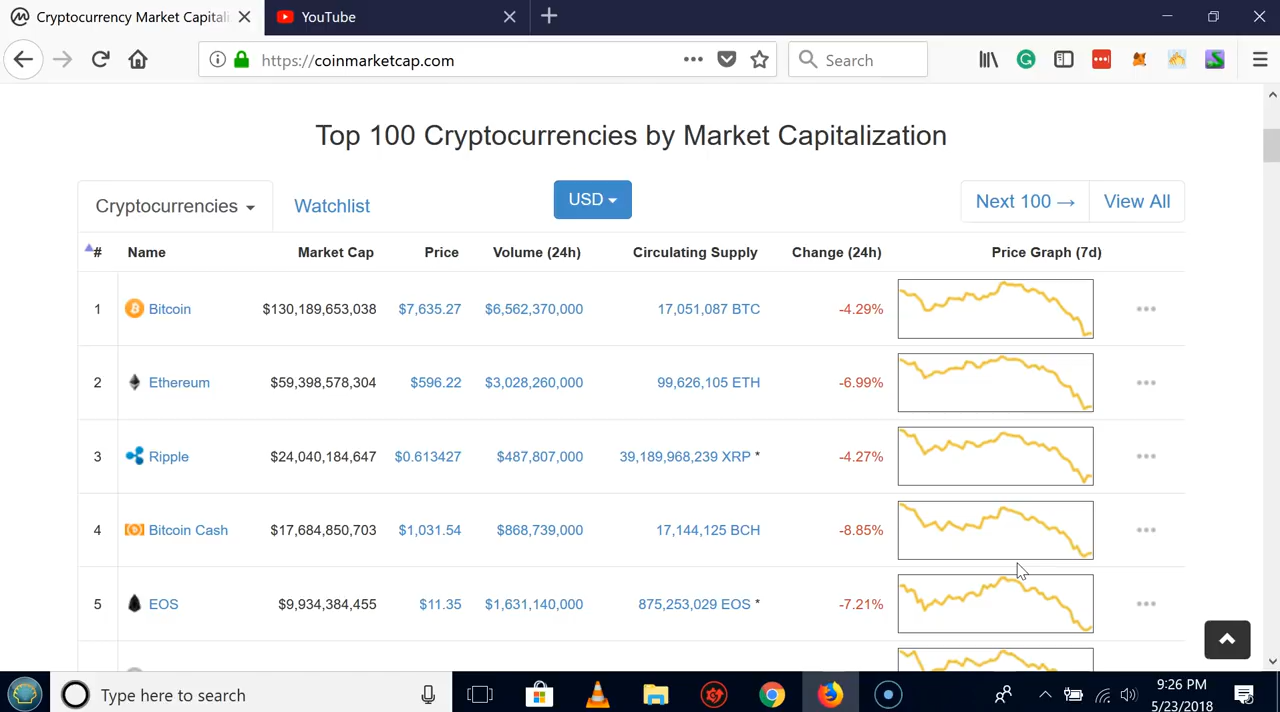 Cryptocurrency Market Capitali
YouTube
https://coinmarketcap.com
Search
Top 100 Cryptocurrencies by Market Capitalization
Cryptocurrencies
Watchlist
USD
Next 100 →
View All
# Name Market Cap Price Volume (24h) Circulating Supply Change (24h) Price Graph (7d)
1 Bitcoin $130,189,653,038 $7,635.27 $6,562,370,000 17,051,087 BTC -4.29%
2 Ethereum $59,398,578,304 $596.22 $3,028,260,000 99,626,105 ETH -6.99%
3 Ripple $24,040,184,647 $0.613427 $487,807,000 39,189,968,239 XRP * -4.27%
4 Bitcoin Cash $17,684,850,703 $1,031.54 $868,739,000 17,144,125 BCH -8.85%
5 EOS $9,934,384,455 $11.35 $1,631,140,000 875,253,029 EOS * -7.21%
Type here to search
9:26 PM
5/23/2018